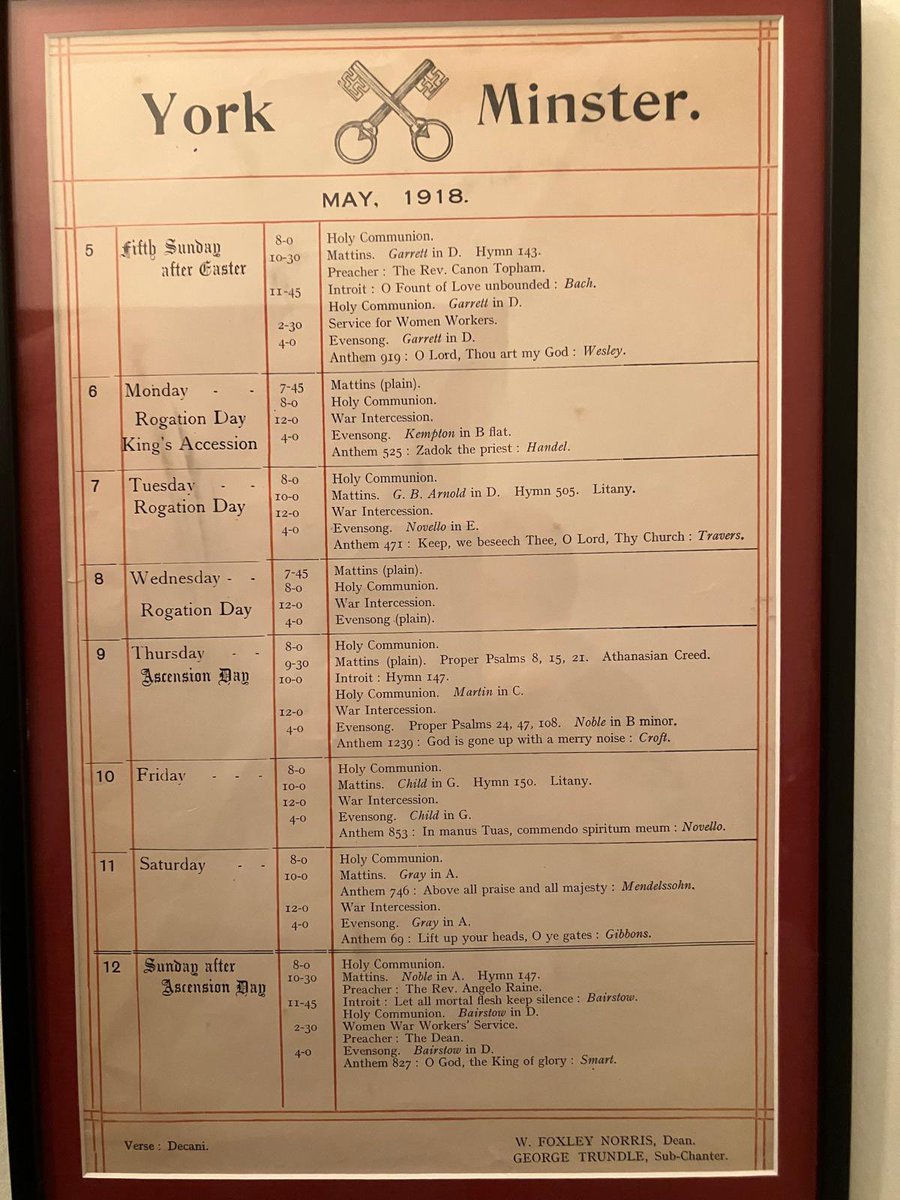 York Minster.
MAY, 1918.
5 Fifth Sunday after Easter
8-0 Holy Communion.
10-30 Mattins. Garrett in D. Hymn 143.
Preacher : The Rev. Canon Topham.
11-45 Introit : O Fount of Love unbounded : Bach.
Holy Communion. Garrett in D.
2-30 Service for Women Workers.
4-0 Evensong. Garrett in D.
Anthem 919 : O Lord, Thou art my God : Wesley.
6 Monday - -
Rogation Day
King's Accession
7-45 Mattins (plain).
8-0 Holy Communion.
12-0 War Intercession.
4-0 Evensong. Kempton in B flat.
Anthem 525 : Zadok the priest : Handel.
7 Tuesday - -
Rogation Day
8-0 Holy Communion.
10-0 Mattins. G. B. Arnold in D. Hymn 505. Litany.
12-0 War Intercession.
4-0 Evensong. Novello in E.
Anthem 471 : Keep, we beseech Thee, O Lord, Thy Church : Travers.
8 Wednesday - -
Rogation Day
7-45 Mattins (plain).
8-0 Holy Communion.
12-0 War Intercession.
4-0 Evensong (plain).
9 Thursday - -
Ascension Day
8-0 Holy Communion.
9-30 Mattins (plain). Proper Psalms 8, 15, 21. Athanasian Creed.
10-0 Introit : Hymn 147.
Holy Communion. Martin in C.
12-0 War Intercession.
4-0 Evensong. Proper Psalms 24, 47, 108. Noble in B minor.
Anthem 1239 : God is gone up with a merry noise : Croft.
10 Friday - - -
8-0 Holy Communion.
10-0 Mattins. Child in G. Hymn 150. Litany.
12-0 War Intercession.
4-0 Evensong. Child in G.
Anthem 853 : In manus Tuas, commendo spiritum meum : Novello.
11 Saturday - -
8-0 Holy Communion.
10-0 Mattins. Gray in A.
Anthem 746 : Above all praise and all majesty : Mendelssohn.
12-0 War Intercession.
4-0 Evensong. Gray in A.
Anthem 69 : Lift up your heads, O ye gates : Gibbons.
12 Sunday after
Ascension Day
8-0 Holy Communion.
10-30 Mattins. Noble in A. Hymn 147.
Preacher : The Rev. Angelo Raine.
11-45 Introit : Let all mortal flesh keep silence : Bairstow.
Holy Communion. Bairstow in D.
2-30 Women War Workers' Service.
Preacher : The Dean.
4-0 Evensong. Bairstow in D.
Anthem 827 : O God, the King of glory : Smart.
Verse : Decani.
W. FOXLEY NORRIS, Dean.
GEORGE TRUNDLE, Sub-Chanter.